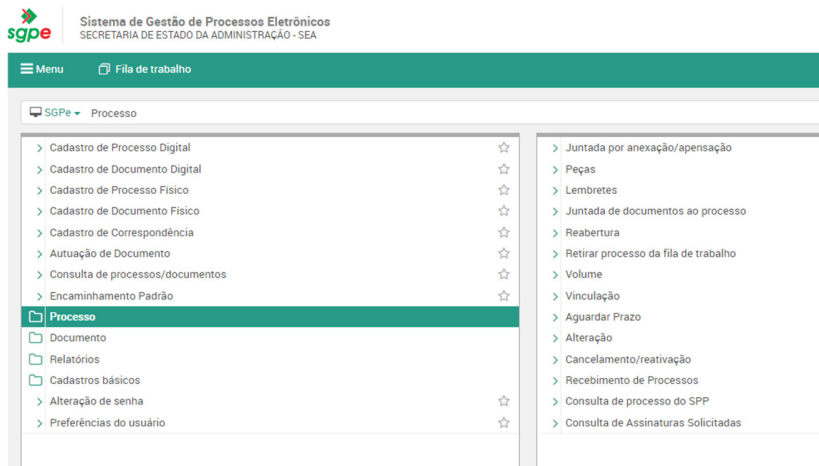 sgpe
Sistema de Gestão de Processos Eletrônicos
SECRETARIA DE ESTADO DA ADMINISTRAÇÃO - SEA
Menu
Fila de trabalho
SGPe
Processo
Cadastro de Processo Digital
Cadastro de Documento Digital
Cadastro de Processo Físico
Cadastro de Documento Físico
Cadastro de Correspondência
Autuação de Documento
Consulta de processos/documentos
Encaminhamento Padrão
Processo
Documento
Relatórios
Cadastros básicos
Alteração de senha
Preferências do usuário
Juntada por anexação/apensação
Peças
Lembretes
Juntada de documentos ao processo
Reabertura
Retirar processo da fila de trabalho
Volume
Vinculação
Aguardar Prazo
Alteração
Cancelamento/reativação
Recebimento de Processos
Consulta de processo do SPP
Consulta de Assinaturas Solicitadas